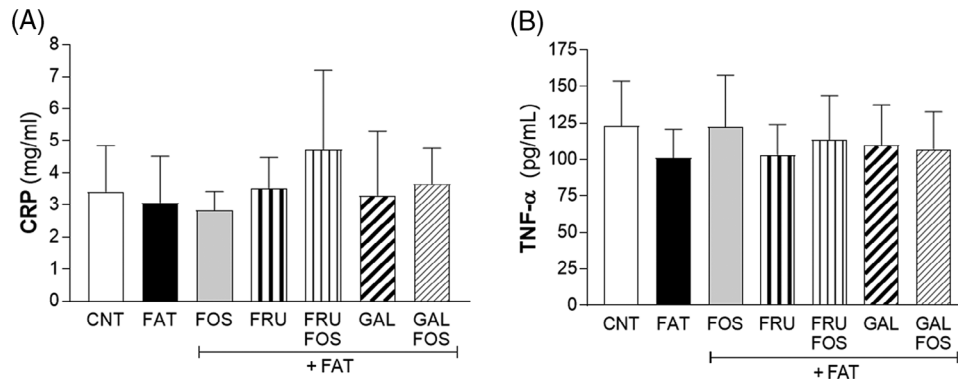 (A)
CRP (mg/ml)
8
7
6
5
4
3
2
1
0
CNT FAT FOS FRU FRU FOS GAL GAL FOS
+ FAT
(B)
TNF-α (pg/mL)
175
150
125
100
75
50
25
0
CNT FAT FOS FRU FRU FOS GAL GAL FOS
+ FAT